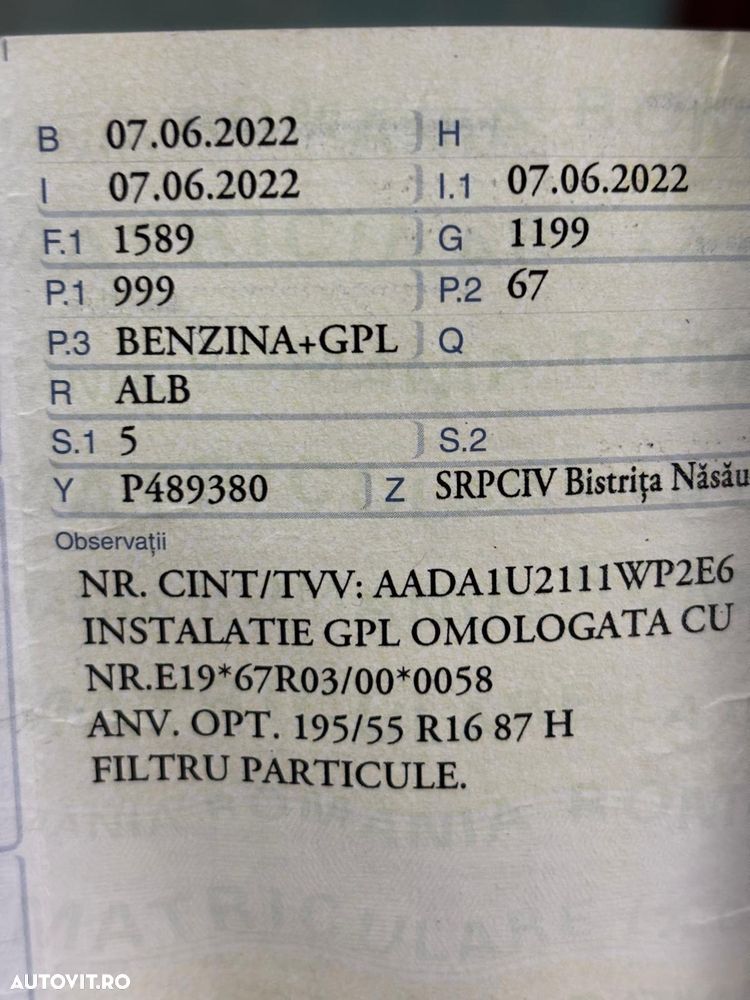 B 07.06.2022 H
I 07.06.2022 I.1 07.06.2022
F.1 1589 G 1199
P.1 999 P.2 67
P.3 BENZINA+GPL Q
R ALB
S.1 5 S.2
Y P489380 Z SRPCIV Bistrița Năsău
Observații
NR. CINT/TVV: AADA1U2111WP2E6
INSTALATIE GPL OMOLOGATA CU
NR.E19*67R03/00*0058
ANV. OPT. 195/55 R16 87 H
FILTRU PARTICULE.
ROMANIA
MATRICULARE
AUTOVIT.RO